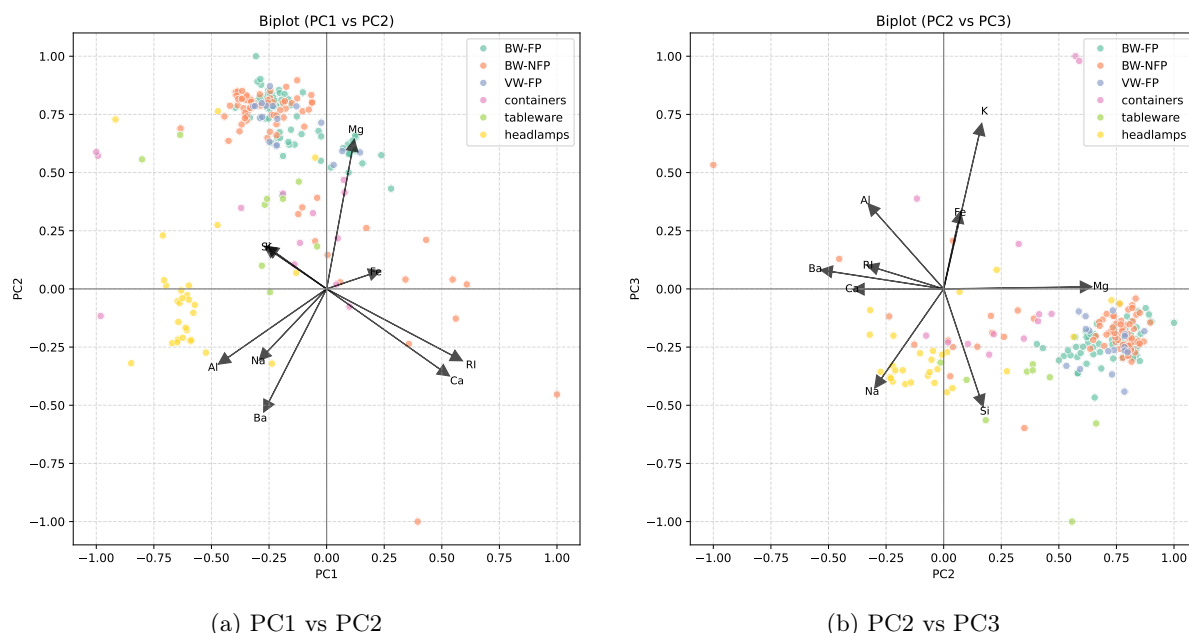 Biplot (PC1 vs PC2)
1.00
0.75
0.50
0.25
0.00
−0.25
−0.50
−0.75
−1.00
PC2
BW-FP
BW-NFP
VW-FP
containers
tableware
headlamps
Mg
Fe
Al
Na
Ba
RI
Ca
−1.00 −0.75 −0.50 −0.25 0.00 0.25 0.50 0.75 1.00
PC1
(a) PC1 vs PC2
Biplot (PC2 vs PC3)
1.00
0.75
0.50
0.25
0.00
−0.25
−0.50
−0.75
−1.00
PC3
BW-FP
BW-NFP
VW-FP
containers
tableware
headlamps
K
Al
Fe
Ba
RI
Ca
Mg
Na
Si
−1.00 −0.75 −0.50 −0.25 0.00 0.25 0.50 0.75 1.00
PC2
(b) PC2 vs PC3